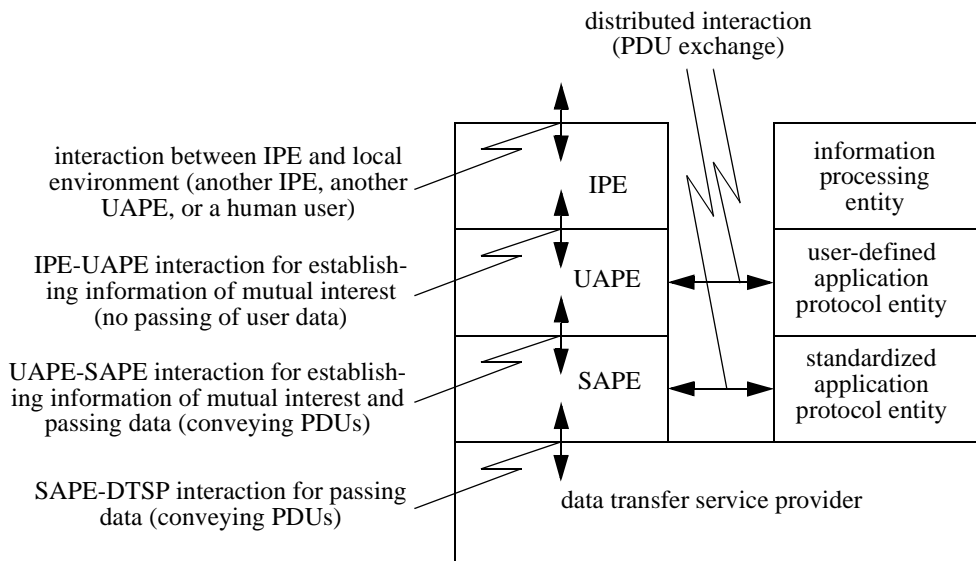 distributed interaction
(PDU exchange)
interaction between IPE and local
environment (another IPE, another
UAPE, or a human user)
IPE
information
processing
entity
IPE-UAPE interaction for establish-
ing information of mutual interest
(no passing of user data)
UAPE
user-defined
application
protocol entity
UAPE-SAPE interaction for establish-
ing information of mutual interest and
passing data (conveying PDUs)
SAPE
standardized
application
protocol entity
SAPE-DTSP interaction for passing
data (conveying PDUs)
data transfer service provider